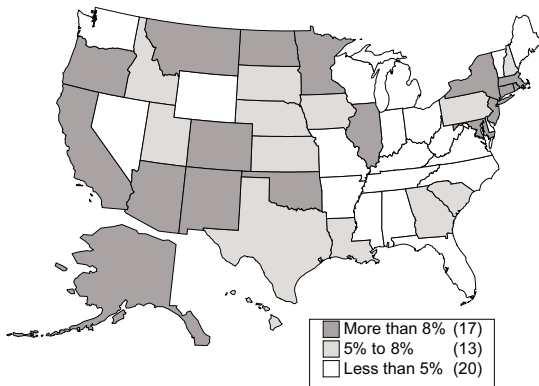 More than 8% (17)
5% to 8% (13)
Less than 5% (20)